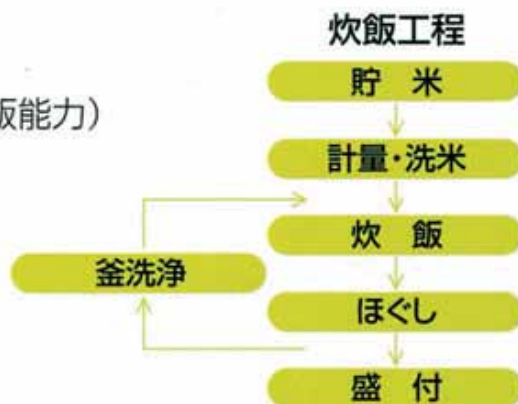 炊飯工程
貯 米
飯能力）
計量・洗米
炊 飯
釜洗浄
ほぐし
盛 付